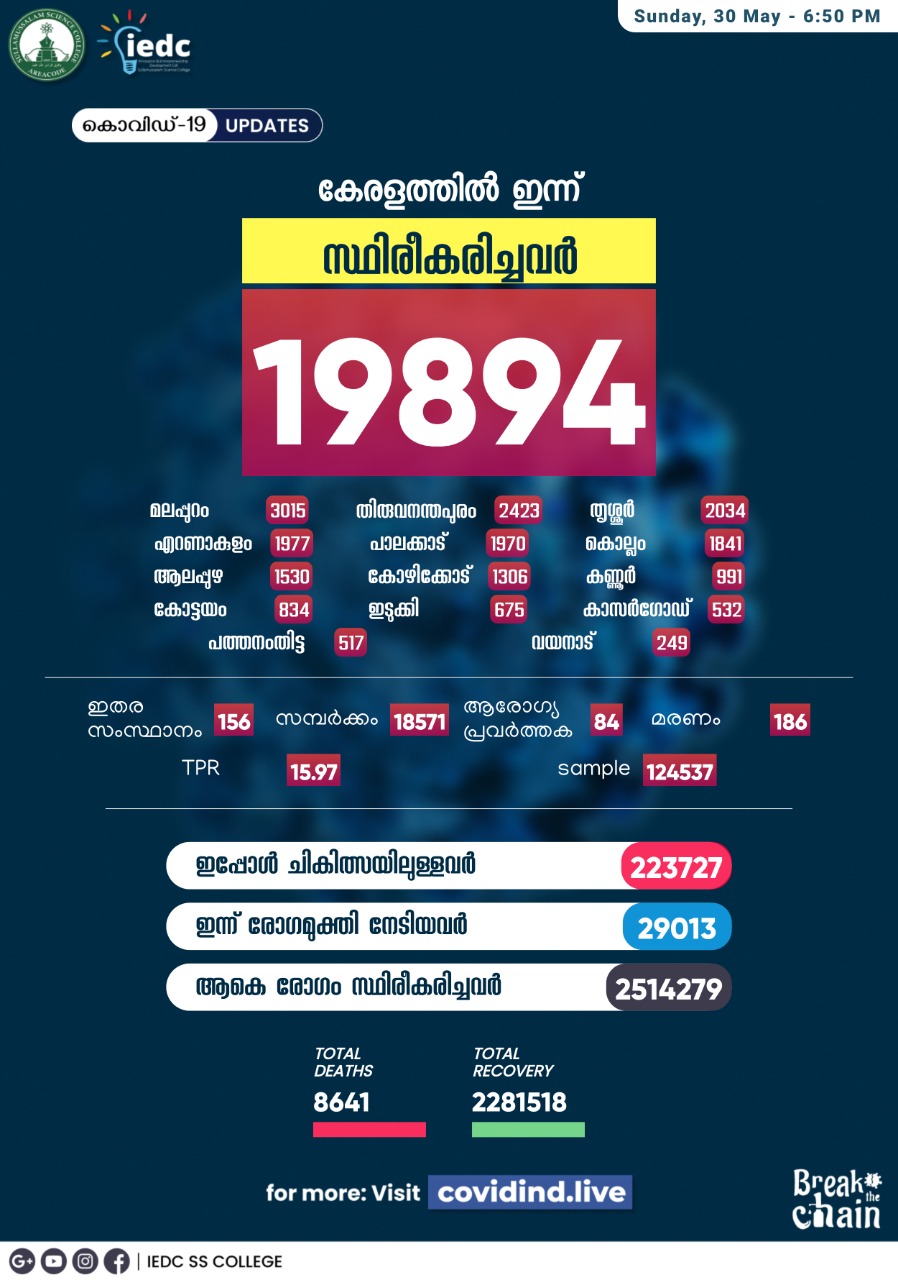 Sunday, 30 May - 6:50 PM
SULLAMUSSALAM SCIENCE COLLEGE
AREACODE
iedc
കൊവിഡ്-19 UPDATES
കേരളത്തിൽ ഇന്ന്
സ്ഥിരീകരിച്ചവർ
19894
മലപ്പുറം 3015 തിരുവനന്തപുരം 2423 തൃശ്ശൂർ 2034
എറണാകുളം 1977 പാലക്കാട് 1970 കൊല്ലം 1841
ആലപ്പുഴ 1530 കോഴിക്കോട് 1306 കണ്ണൂർ 991
കോട്ടയം 834 ഇടുക്കി 675 കാസർഗോഡ് 532
പത്തനംതിട്ട 517 വയനാട് 249
ഇതര
സംസ്ഥാനം 156 സമ്പർക്കം 18571 ആരോഗ്യ
പ്രവർത്തക 84 മരണം 186
TPR 15.97 sample 124537
ഇപ്പോൾ ചികിത്സയിലുള്ളവർ 223727
ഇന്ന് രോഗമുക്തി നേടിയവർ 29013
ആകെ രോഗം സ്ഥിരീകരിച്ചവർ 2514279
TOTAL
DEATHS
8641
TOTAL
RECOVERY
2281518
for more: Visit covidind.live
Break
the
chain
G+ f | IEDC SS COLLEGE